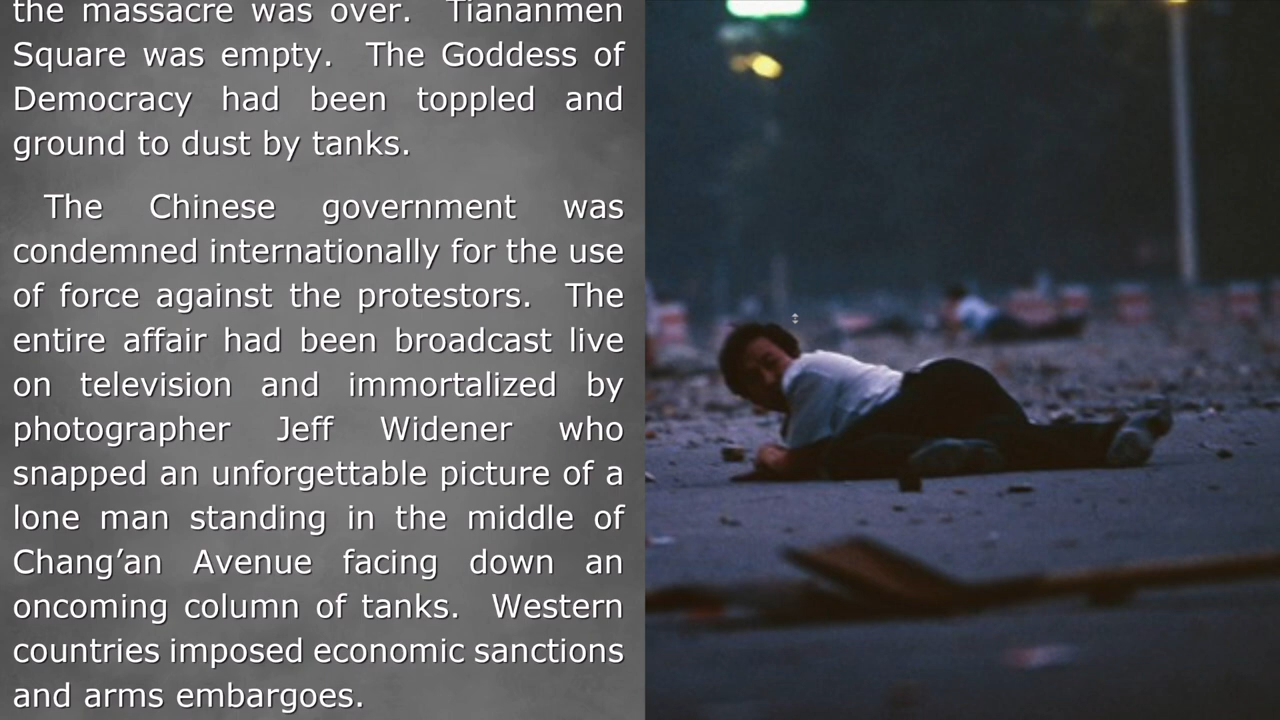 the massacre was over. Tiananmen
Square was empty. The Goddess of
Democracy had been toppled and
ground to dust by tanks.
The Chinese government was
condemned internationally for the use
of force against the protestors. The
entire affair had been broadcast live
on television and immortalized by
photographer Jeff Widener who
snapped an unforgettable picture of a
lone man standing in the middle of
Chang’an Avenue facing down an
oncoming column of tanks. Western
countries imposed economic sanctions
and arms embargoes.